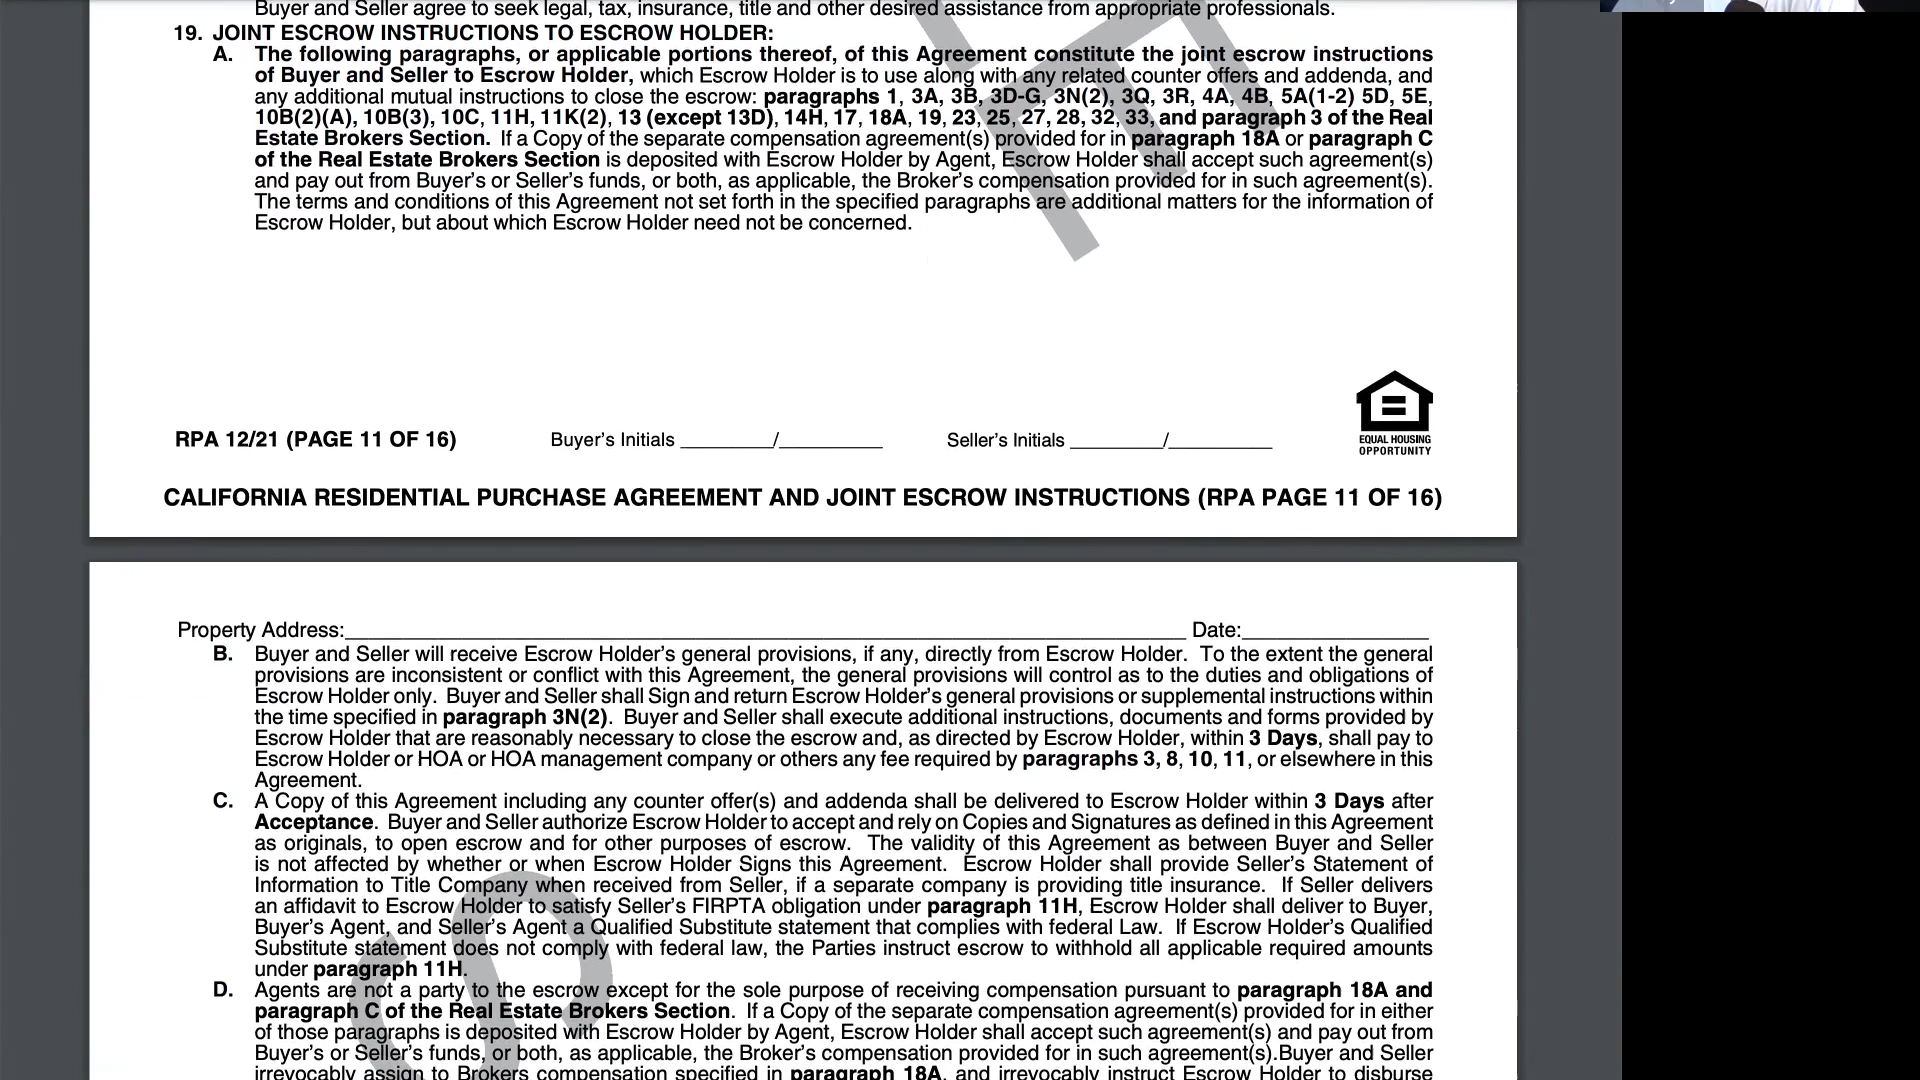 Buyer and Seller agree to seek legal, tax, insurance, title and other desired assistance from appropriate professionals.
19. JOINT ESCROW INSTRUCTIONS TO ESCROW HOLDER:
A. The following paragraphs, or applicable portions thereof, of this Agreement constitute the joint escrow instructions
of Buyer and Seller to Escrow Holder, which Escrow Holder is to use along with any related counter offers and addenda, and
any additional mutual instructions to close the escrow: paragraphs 1, 3A, 3B, 3D-G, 3N(2), 3Q, 3R, 4A, 4B, 5A(1-2) 5D, 5E,
10B(2)(A), 10B(3), 10C, 11H, 11K(2), 13 (except 13D), 14H, 17, 18A, 19, 23, 25, 27, 28, 32, 33, and paragraph 3 of the Real
Estate Brokers Section. If a Copy of the separate compensation agreement(s) provided for in paragraph 18A or paragraph C
of the Real Estate Brokers Section is deposited with Escrow Holder by Agent, Escrow Holder shall accept such agreement(s)
and pay out from Buyer's or Seller's funds, or both, as applicable, the Broker's compensation provided for in such agreement(s).
The terms and conditions of this Agreement not set forth in the specified paragraphs are additional matters for the information of
Escrow Holder, but about which Escrow Holder need not be concerned.
EQUAL HOUSING
OPPORTUNITY
RPA 12/21 (PAGE 11 OF 16) Buyer's Initials ________/________ Seller's Initials ________/________
CALIFORNIA RESIDENTIAL PURCHASE AGREEMENT AND JOINT ESCROW INSTRUCTIONS (RPA PAGE 11 OF 16)
Property Address:________________ Date:________
B. Buyer and Seller will receive Escrow Holder's general provisions, if any, directly from Escrow Holder. To the extent the general
provisions are inconsistent or conflict with this Agreement, the general provisions will control as to the duties and obligations of
Escrow Holder only. Buyer and Seller shall Sign and return Escrow Holder's general provisions or supplemental instructions within
the time specified in paragraph 3N(2). Buyer and Seller shall execute additional instructions, documents and forms provided by
Escrow Holder that are reasonably necessary to close the escrow and, as directed by Escrow Holder, within 3 Days, shall pay to
Escrow Holder or HOA or HOA management company or others any fee required by paragraphs 3, 8, 10, 11, or elsewhere in this
Agreement.
C. A Copy of this Agreement including any counter offer(s) and addenda shall be delivered to Escrow Holder within 3 Days after
Acceptance. Buyer and Seller authorize Escrow Holder to accept and rely on Copies and Signatures as defined in this Agreement
as originals, to open escrow and for other purposes of escrow. The validity of this Agreement as between Buyer and Seller
is not affected by whether or when Escrow Holder Signs this Agreement. Escrow Holder shall provide Seller's Statement of
Information to Title Company when received from Seller, if a separate company is providing title insurance. If Seller delivers
an affidavit to Escrow Holder to satisfy Seller's FIRPTA obligation under paragraph 11H, Escrow Holder shall deliver to Buyer,
Buyer's Agent, and Seller's Agent a Qualified Substitute statement that complies with federal Law. If Escrow Holder's Qualified
Substitute statement does not comply with federal law, the Parties instruct escrow to withhold all applicable required amounts
under paragraph 11H.
D. Agents are not a party to the escrow except for the sole purpose of receiving compensation pursuant to paragraph 18A and
paragraph C of the Real Estate Brokers Section. If a Copy of the separate compensation agreement(s) provided for in either
of those paragraphs is deposited with Escrow Holder by Agent, Escrow Holder shall accept such agreement(s) and pay out from
Buyer's or Seller's funds, or both, as applicable, the Broker's compensation provided for in such agreement(s).Buyer and Seller
irrevocably assign to Brokers compensation specified in paragraph 18A, and irrevocably instruct Escrow Holder to disburse